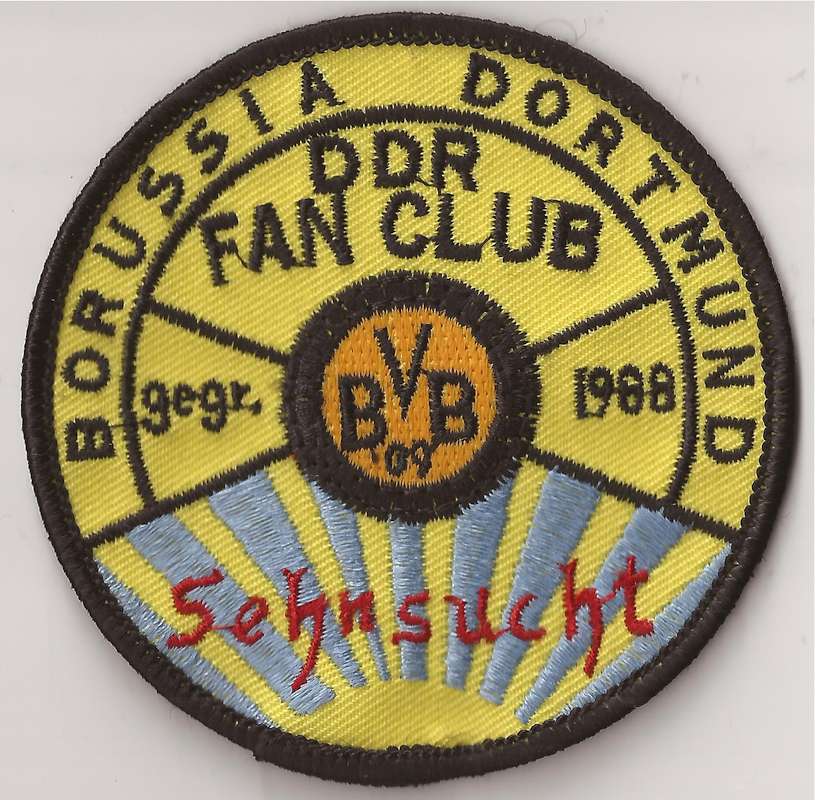 BORUSSIA DORTMUND
DDR
FAN CLUB
gegr. 1988
BVB
09
Sehnsucht